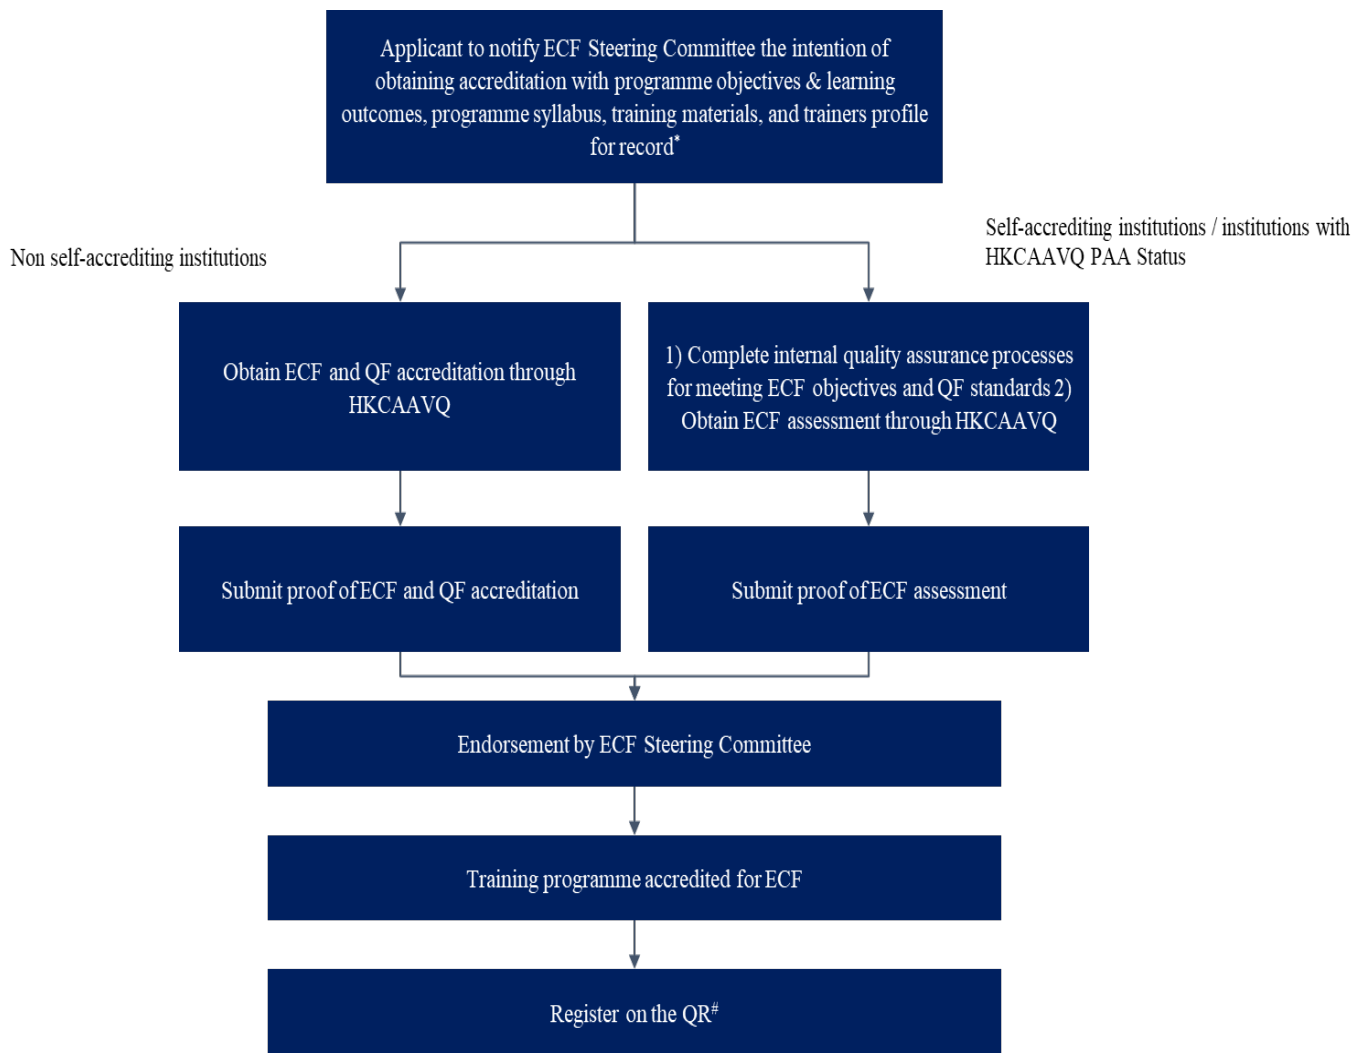 Applicant to notify ECF Steering Committee the intention of
obtaining accreditation with programme objectives & learning
outcomes, programme syllabus, training materials, and trainers profile
for record*
Non self-accrediting institutions
Self-accrediting institutions / institutions with
HKCAAVQ PAA Status
Obtain ECF and QF accreditation through
HKCAAVQ
1) Complete internal quality assurance processes
for meeting ECF objectives and QF standards 2)
Obtain ECF assessment through HKCAAVQ
Submit proof of ECF and QF accreditation
Submit proof of ECF assessment
Endorsement by ECF Steering Committee
Training programme accredited for ECF
Register on the QR#